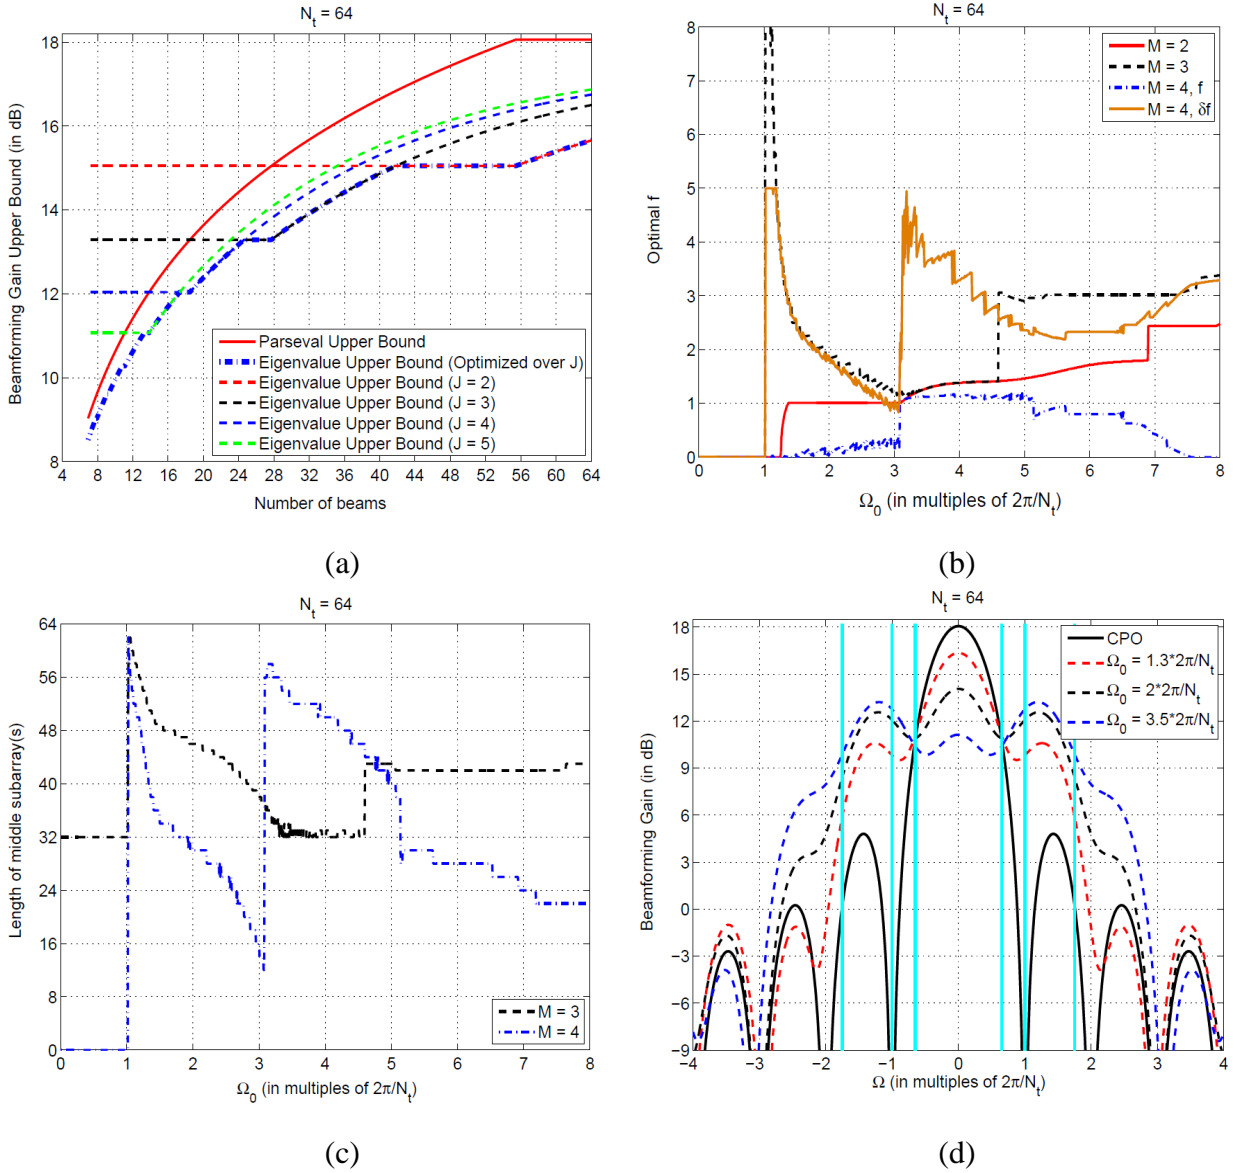 N_t = 64
Beamforming Gain Upper Bound (in dB)
18
16
14
12
10
8
4 8 12 16 20 24 28 32 36 40 44 48 52 56 60 64
Number of beams
Parseval Upper Bound
Eigenvalue Upper Bound (Optimized over J)
Eigenvalue Upper Bound (J = 2)
Eigenvalue Upper Bound (J = 3)
Eigenvalue Upper Bound (J = 4)
Eigenvalue Upper Bound (J = 5)
(a)
N_t = 64
Optimal f
8
7
6
5
4
3
2
1
0
0 1 2 3 4 5 6 7 8
Ω_0 (in multiples of 2π/N_t)
M = 2
M = 3
M = 4, f
M = 4, δf
(b)
N_t = 64
Length of middle subarray(s)
64
56
48
40
32
24
16
8
0
0 1 2 3 4 5 6 7 8
Ω_0 (in multiples of 2π/N_t)
M = 3
M = 4
(c)
N_t = 64
Beamforming Gain (in dB)
18
15
12
9
6
3
0
−3
−6
−9
−4 −3 −2 −1 0 1 2 3 4
Ω (in multiples of 2π/N_t)
CPO
Ω_0 = 1.3*2π/N_t
Ω_0 = 2*2π/N_t
Ω_0 = 3.5*2π/N_t
(d)